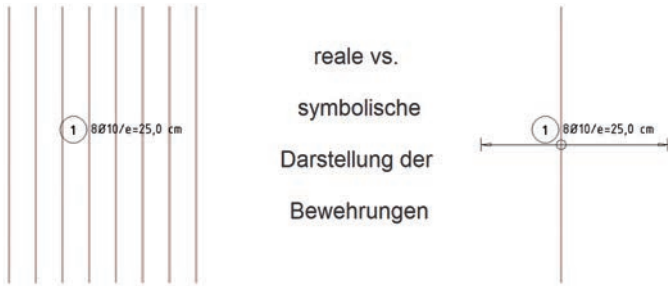 1 8Ø10/e=25,0 cm
reale vs.
symbolische
Darstellung der
Bewehrungen
1 8Ø10/e=25,0 cm